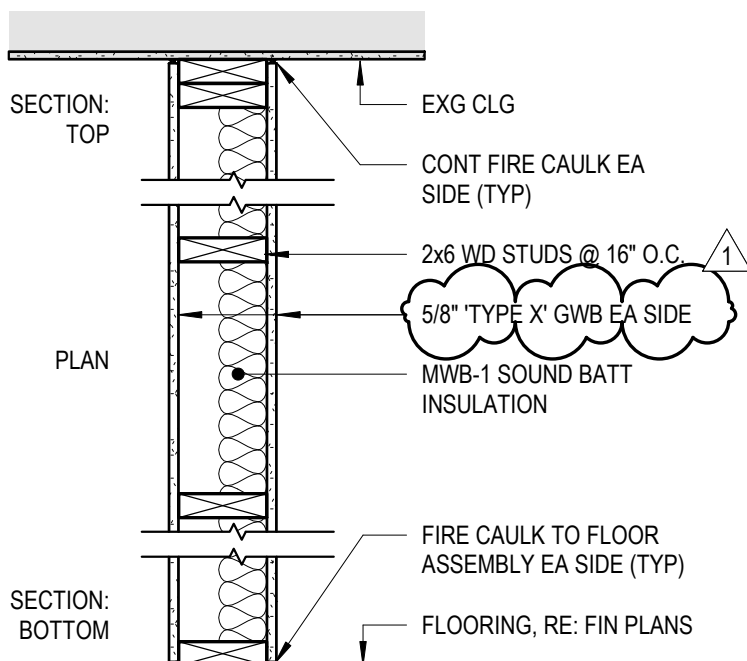 SECTION:
TOP
EXG CLG
CONT FIRE CAULK EA
SIDE (TYP)
2x6 WD STUDS @ 16" O.C.
1
5/8" 'TYPE X' GWB EA SIDE
PLAN
MWB-1 SOUND BATT
INSULATION
FIRE CAULK TO FLOOR
ASSEMBLY EA SIDE (TYP)
SECTION:
BOTTOM
FLOORING, RE: FIN PLANS